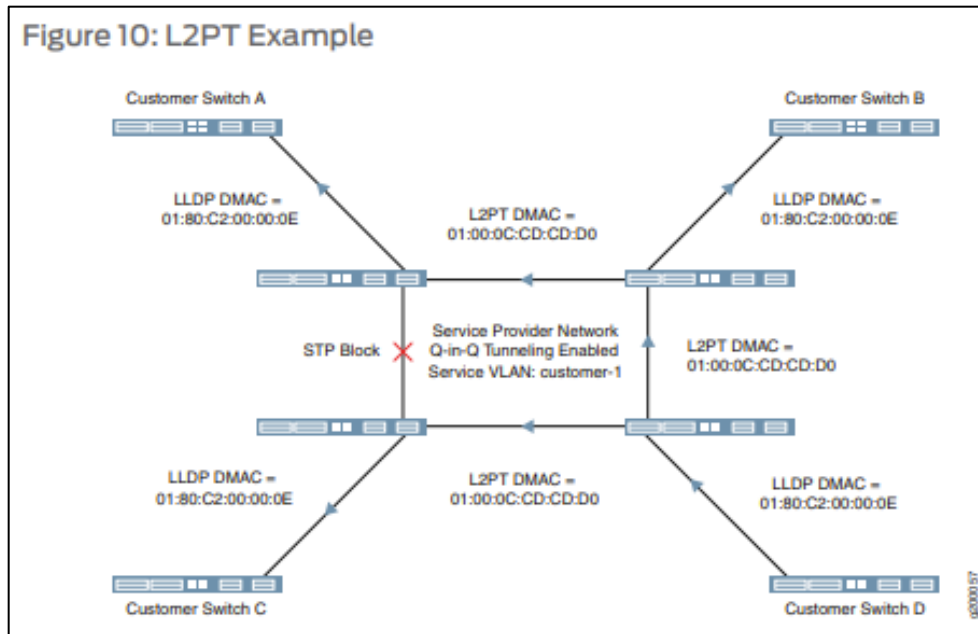 Figure 10: L2PT Example
Customer Switch A
Customer Switch B
LLDP DMAC =
01:80:C2:00:00:0E
L2PT DMAC =
01:00:0C:CD:CD:D0
LLDP DMAC =
01:80:C2:00:00:0E
STP Block
Service Provider Network
Q-in-Q Tunneling Enabled
Service VLAN: customer-1
L2PT DMAC =
01:00:0C:CD:CD:D0
LLDP DMAC =
01:80:C2:00:00:0E
L2PT DMAC =
01:00:0C:CD:CD:D0
LLDP DMAC =
01:80:C2:00:00:0E
Customer Switch C
Customer Switch D
g200057